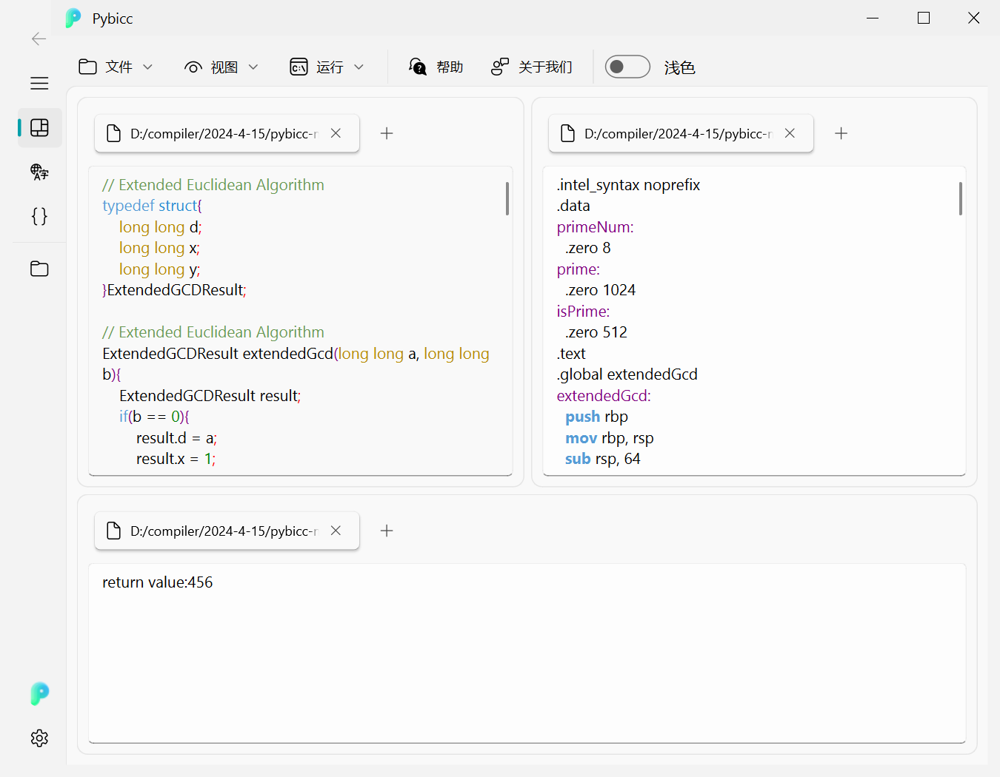 Pybicc
文件 视图 运行 帮助 关于我们 浅色
D:/compiler/2024-4-15/pybicc-
// Extended Euclidean Algorithm
typedef struct{
long long d;
long long x;
long long y;
}ExtendedGCDResult;
// Extended Euclidean Algorithm
ExtendedGCDResult extendedGcd(long long a, long long
b){
ExtendedGCDResult result;
if(b == 0){
result.d = a;
result.x = 1;
D:/compiler/2024-4-15/pybicc-
.intel_syntax noprefix
.data
primeNum:
.zero 8
prime:
.zero 1024
isPrime:
.zero 512
.text
.global extendedGcd
extendedGcd:
push rbp
mov rbp, rsp
sub rsp, 64
D:/compiler/2024-4-15/pybicc-
return value:456